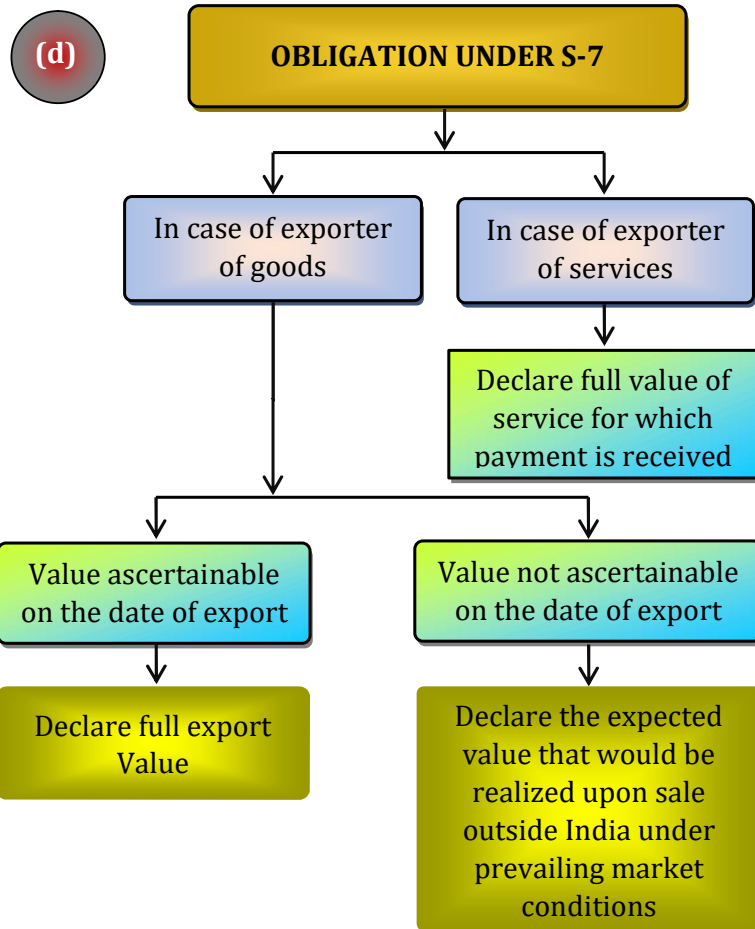 (d)
OBLIGATION UNDER S-7
In case of exporter
of goods
In case of exporter
of services
Declare full value of
service for which
payment is received
Value ascertainable
on the date of export
Value not ascertainable
on the date of export
Declare full export
Value
Declare the expected
value that would be
realized upon sale
outside India under
prevailing market
conditions